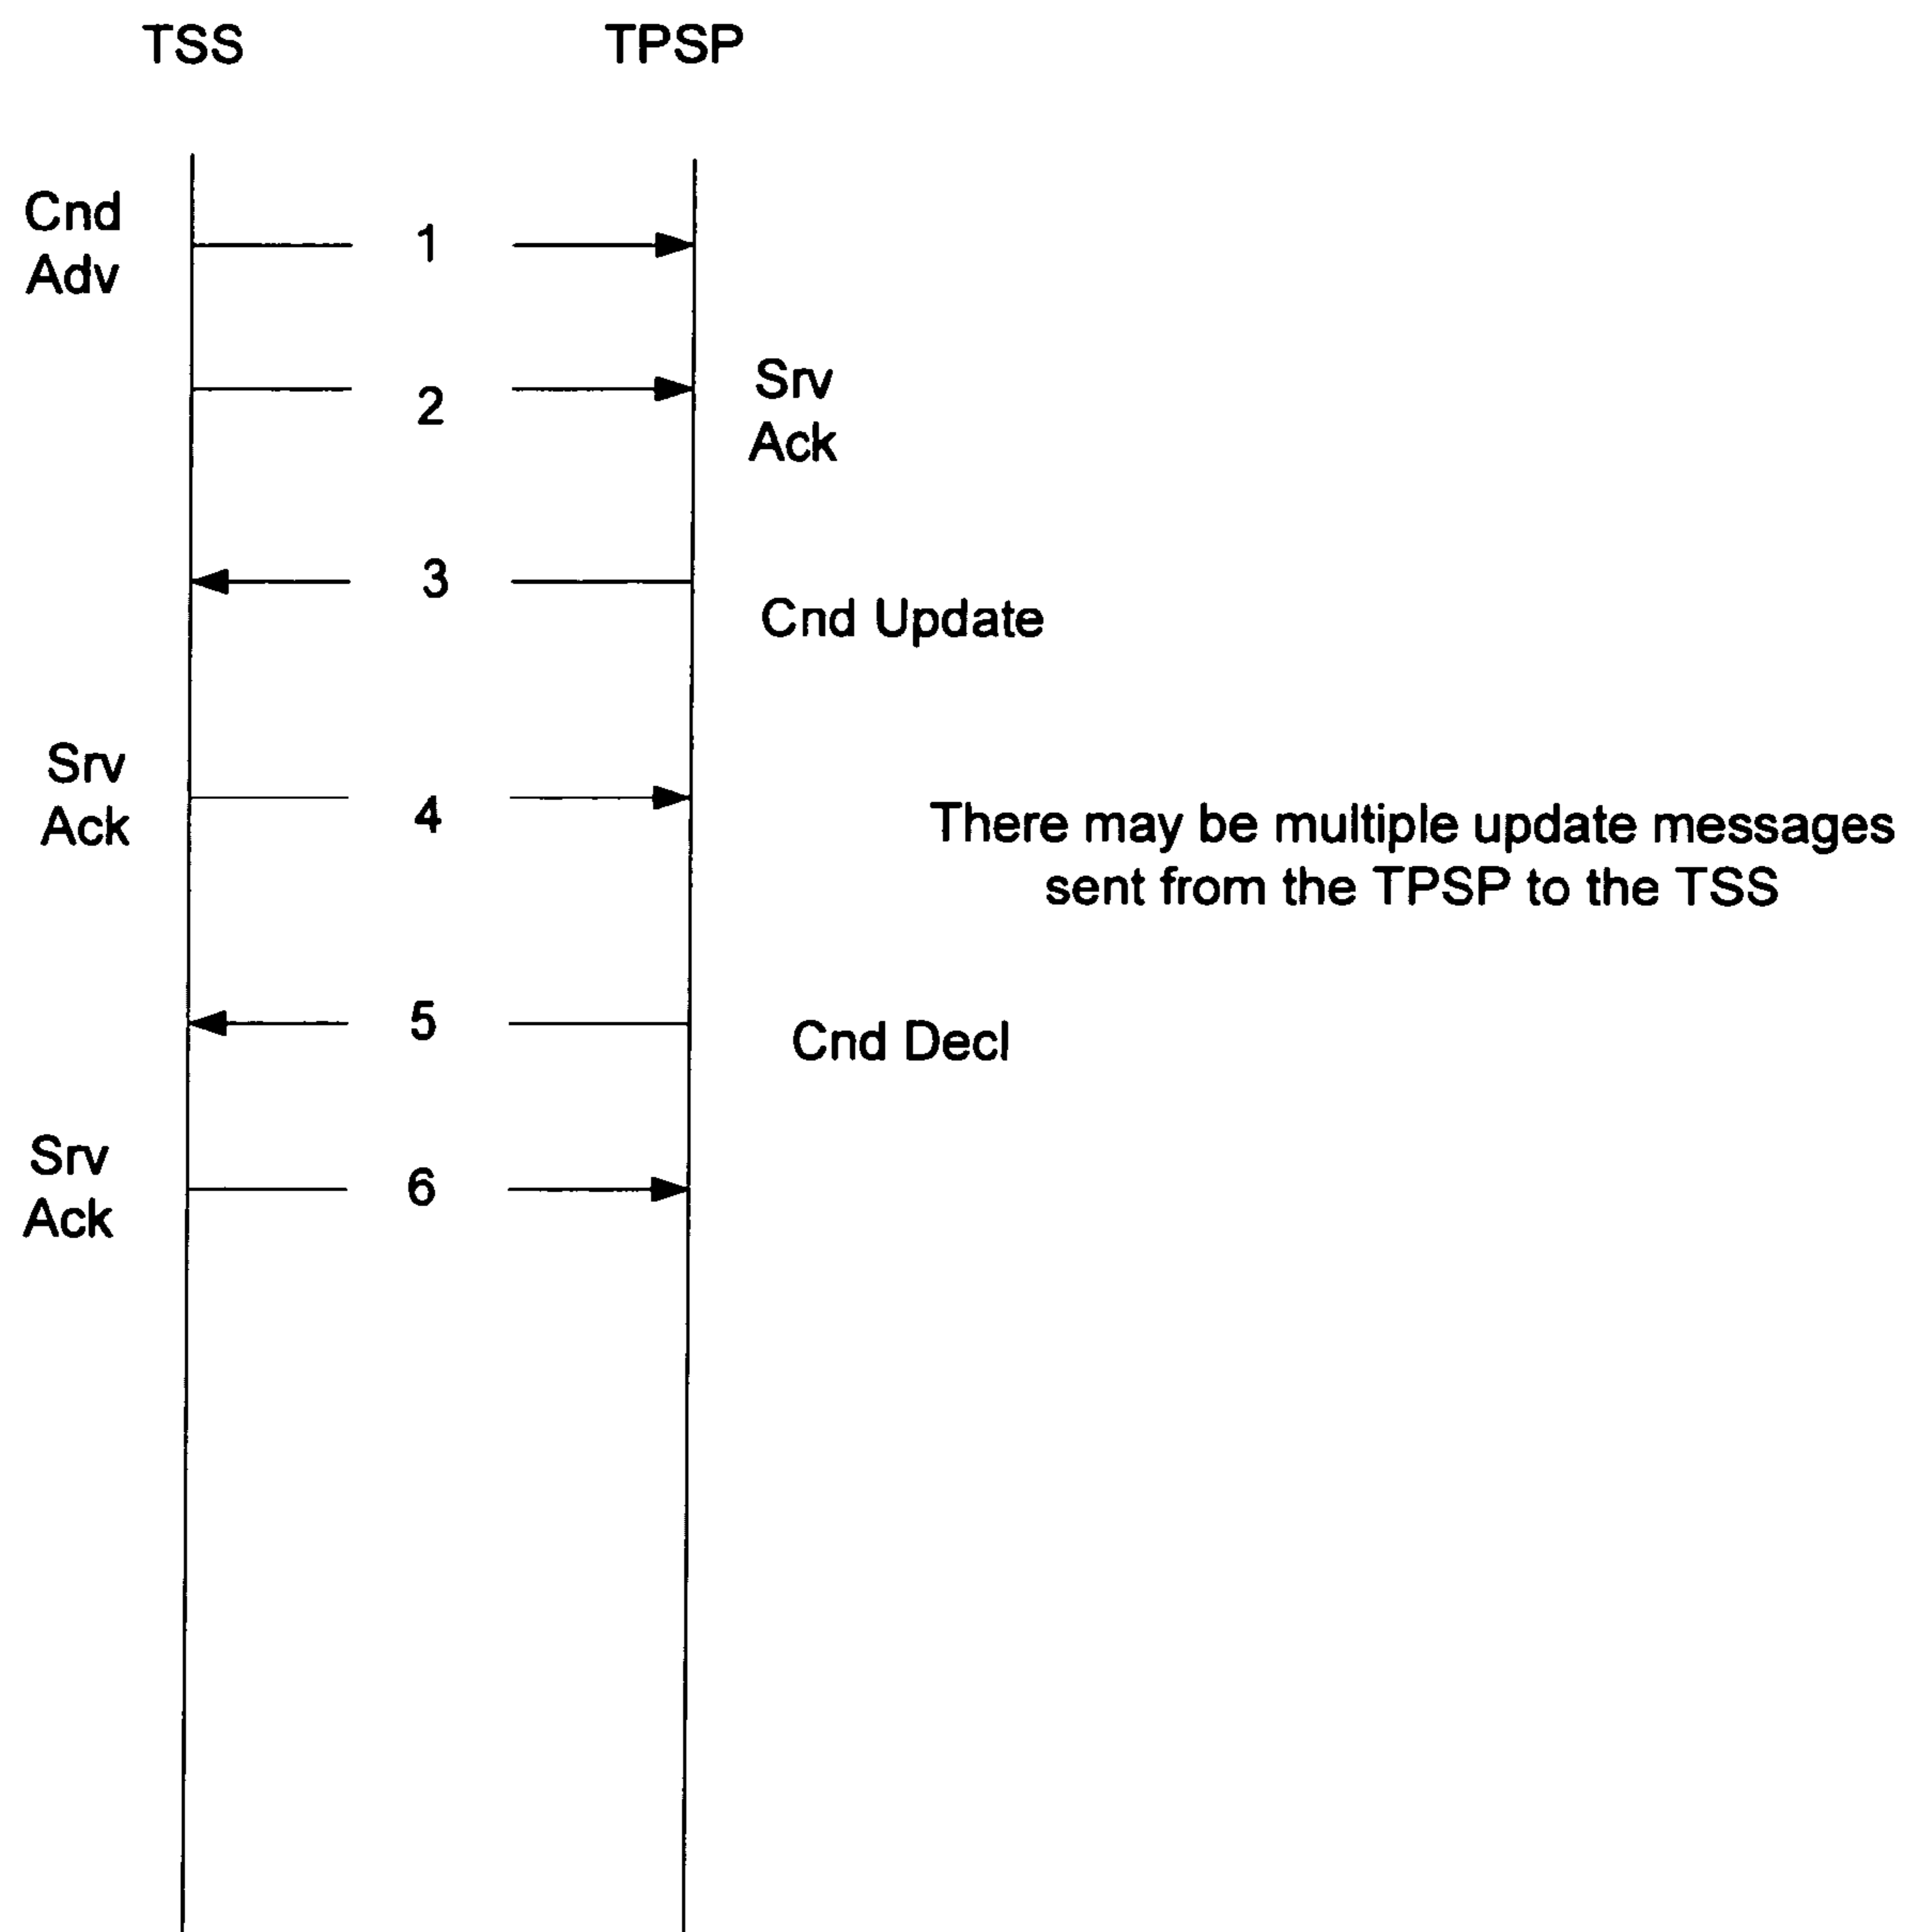 TSS
TPSP
Cnd
Adv
1
2
Srv
Ack
3
Cnd Update
Srv
Ack
4
There may be multiple update messages
sent from the TPSP to the TSS
5
Cnd Decl
Srv
Ack
6